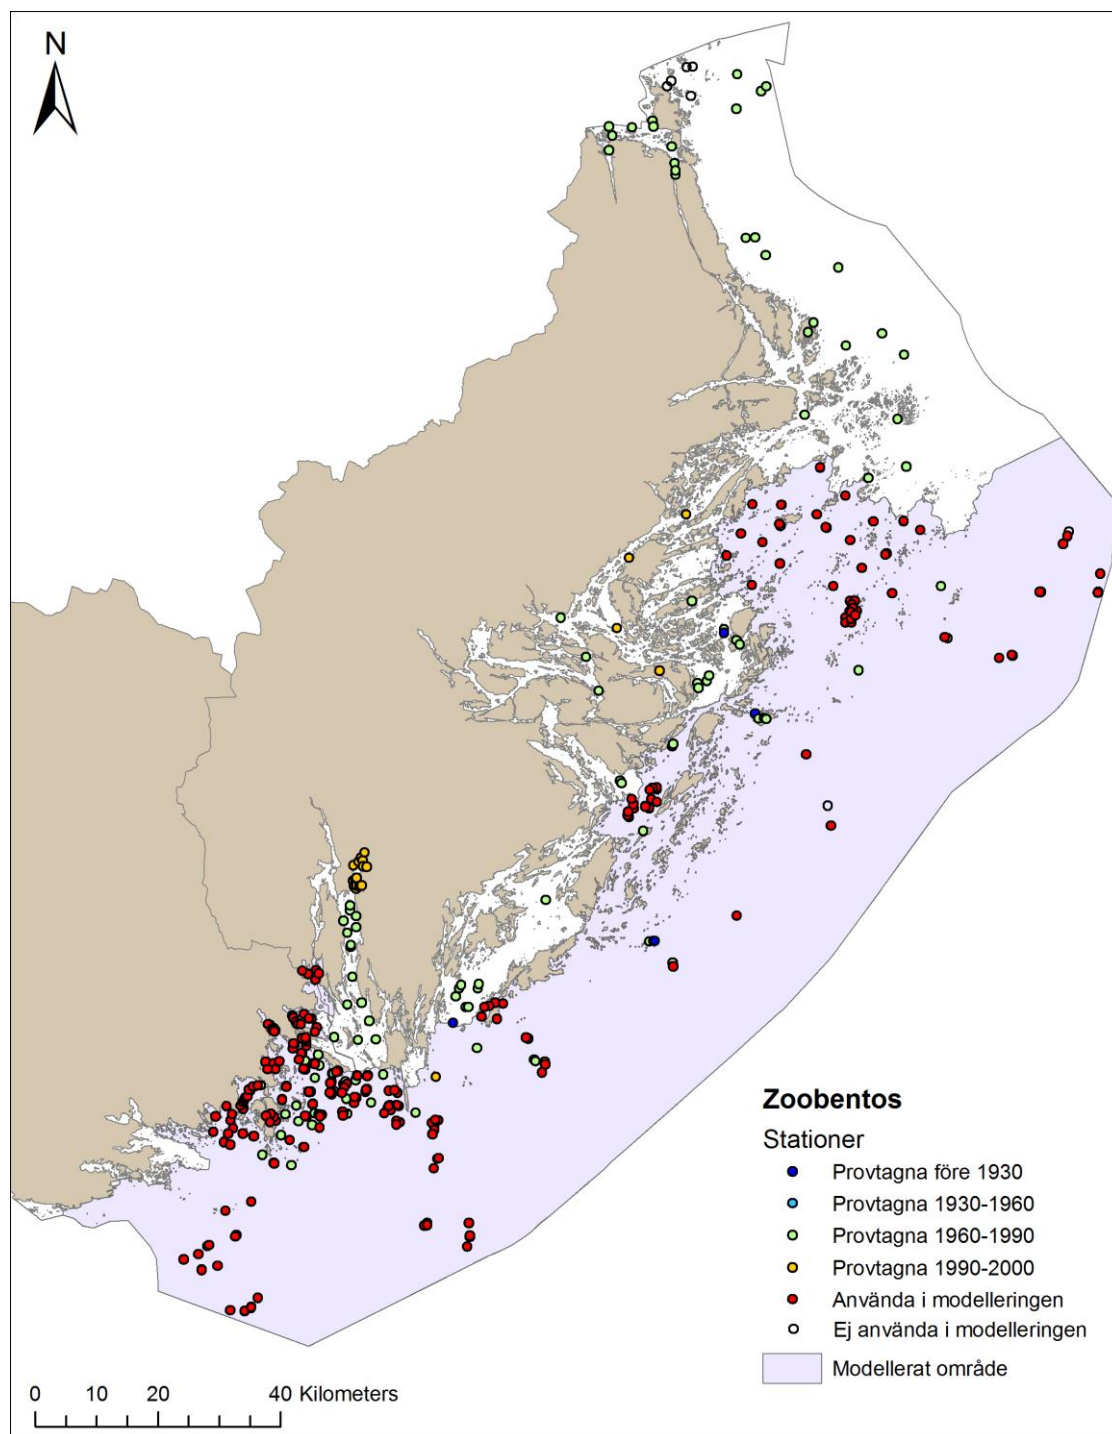 N
Zoobentos
Stationer
Provtagna före 1930
Provtagna 1930-1960
Provtagna 1960-1990
Provtagna 1990-2000
Använda i modelleringen
Ej använda i modelleringen
Modellerat område
0 10 20 40 Kilometers